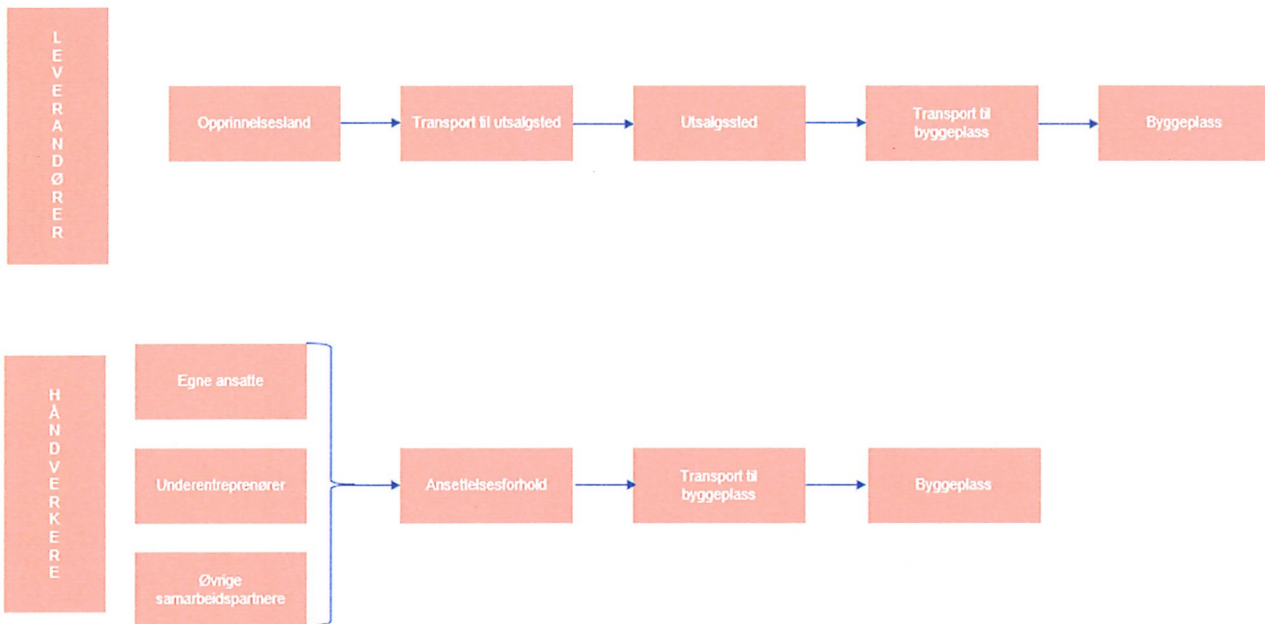 LEVERANDØRER
Opprinnelsesland
Transport til utsalgsted
Utsalgssted
Transport til
byggeplass
Byggeplass
HÅNDVERKERE
Egne ansatte
Underentreprenører
Øvrige
samarbeidspartnere
Ansettelsesforhold
Transport til
byggeplass
Byggeplass